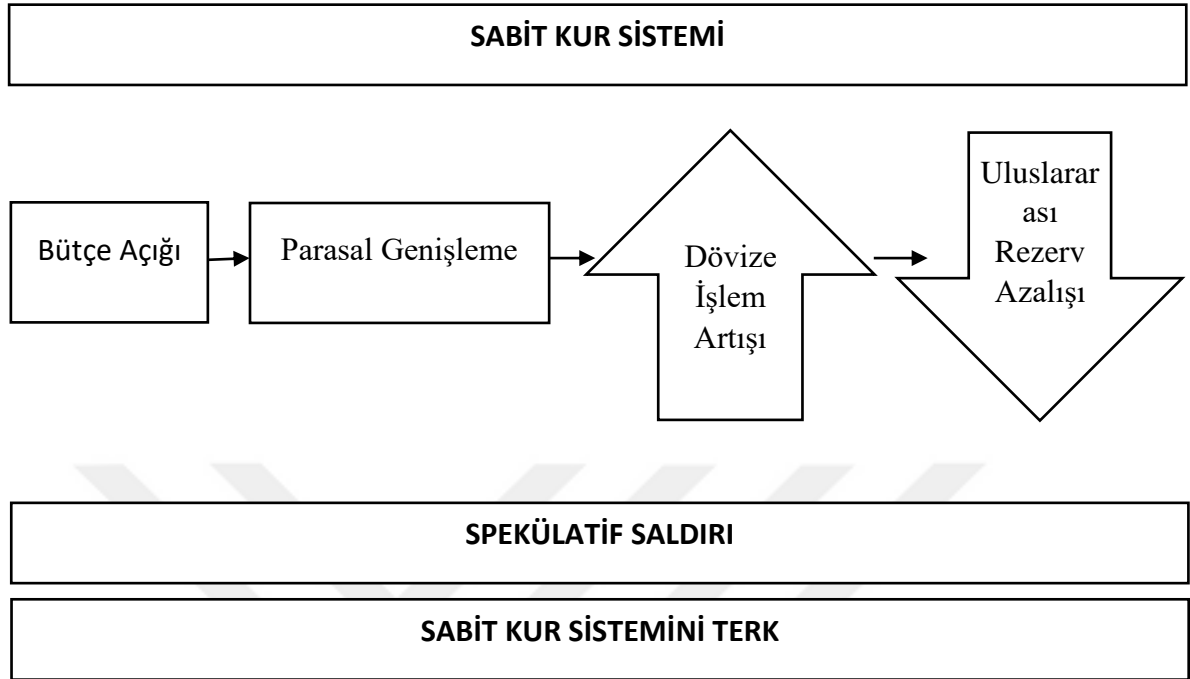 SABİT KUR SİSTEMİ
Bütçe Açığı
Parasal Genişleme
Dövize
İşlem
Artışı
Uluslarar
ası
Rezerv
Azalışı
SPEKÜLATİF SALDIRI
SABİT KUR SİSTEMİNİ TERK